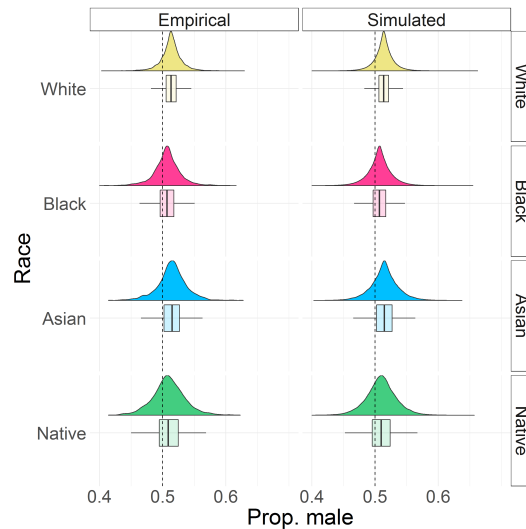 Empirical
Simulated
White
Black
Asian
Native
Race
White
Black
Asian
Native
0.4 0.5 0.6
0.4 0.5 0.6
Prop. male